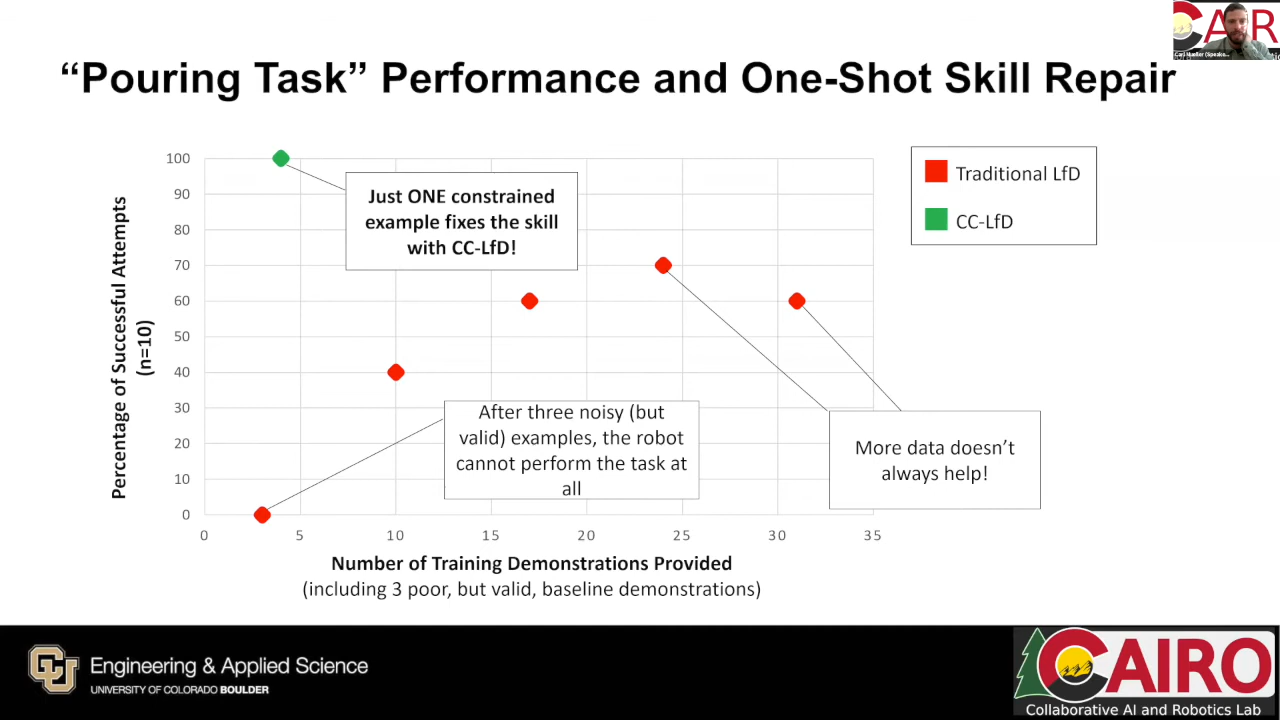 “Pouring Task” Performance and One-Shot Skill Repair
Percentage of Successful Attempts
(n=10)
100
90
80
70
60
50
40
30
20
10
0
0 5 10 15 20 25 30 35
Just ONE constrained
example fixes the skill
with CC-LfD!
After three noisy (but
valid) examples, the robot
cannot perform the task at
all
More data doesn’t
always help!
Traditional LfD
CC-LfD
Number of Training Demonstrations Provided
(including 3 poor, but valid, baseline demonstrations)
CU
Engineering & Applied Science
UNIVERSITY OF COLORADO BOULDER
CAIRO
Collaborative AI and Robotics Lab